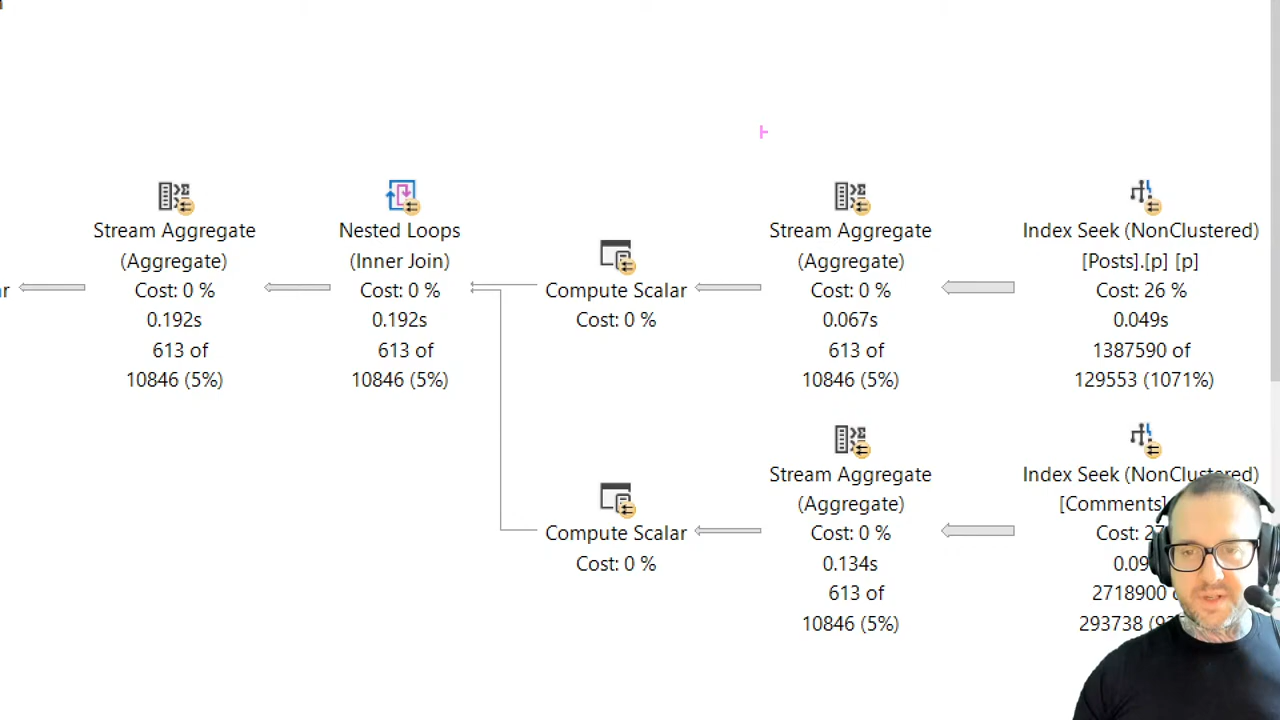 Stream Aggregate
(Aggregate)
Cost: 0 %
0.192s
613 of
10846 (5%)
Nested Loops
(Inner Join)
Cost: 0 %
0.192s
613 of
10846 (5%)
Compute Scalar
Cost: 0 %
Stream Aggregate
(Aggregate)
Cost: 0 %
0.067s
613 of
10846 (5%)
Index Seek (NonClustered)
[Posts].[p] [p]
Cost: 26 %
0.049s
1387590 of
129553 (1071%)
Compute Scalar
Cost: 0 %
Stream Aggregate
(Aggregate)
Cost: 0 %
0.134s
613 of
10846 (5%)
Index Seek (NonClustered)
[Comments]
Cost:
2718900
293738